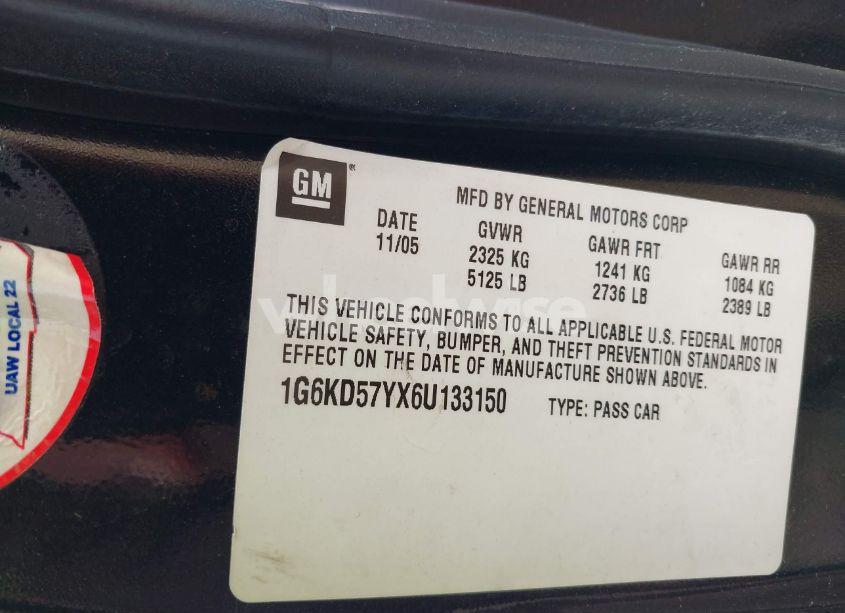 GM
MFD BY GENERAL MOTORS CORP
DATE GVWR GAWR FRT GAWR RR
11/05 2325 KG 1241 KG 1084 KG
5125 LB 2736 LB 2389 LB
THIS VEHICLE CONFORMS TO ALL APPLICABLE U.S. FEDERAL MOTOR
VEHICLE SAFETY, BUMPER, AND THEFT PREVENTION STANDARDS IN
EFFECT ON THE DATE OF MANUFACTURE SHOWN ABOVE.
1G6KD57YX6U133150 TYPE: PASS CAR
UAW LOCAL 22